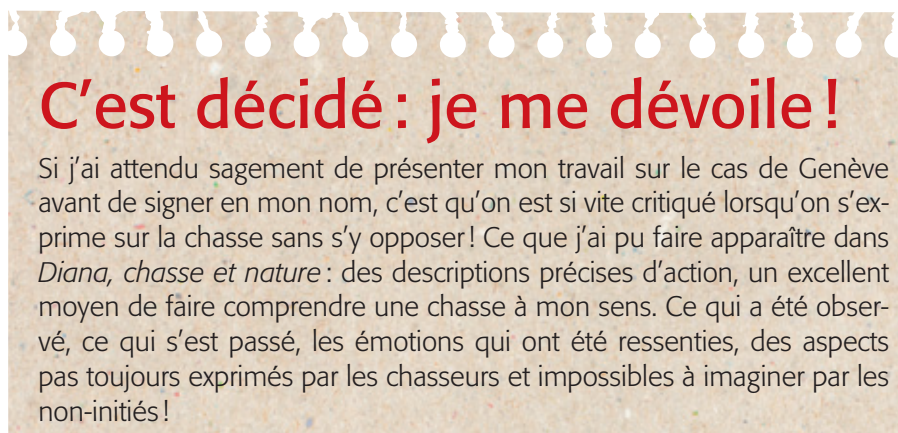 C’est décidé : je me dévoile !
Si j’ai attendu sagement de présenter mon travail sur le cas de Genève
avant de signer en mon nom, c’est qu’on est si vite critiqué lorsqu’on s’ex-
prime sur la chasse sans s’y opposer ! Ce que j’ai pu faire apparaître dans
Diana, chasse et nature : des descriptions précises d’action, un excellent
moyen de faire comprendre une chasse à mon sens. Ce qui a été obser-
vé, ce qui s’est passé, les émotions qui ont été ressenties, des aspects
pas toujours exprimés par les chasseurs et impossibles à imaginer par les
non-initiés !